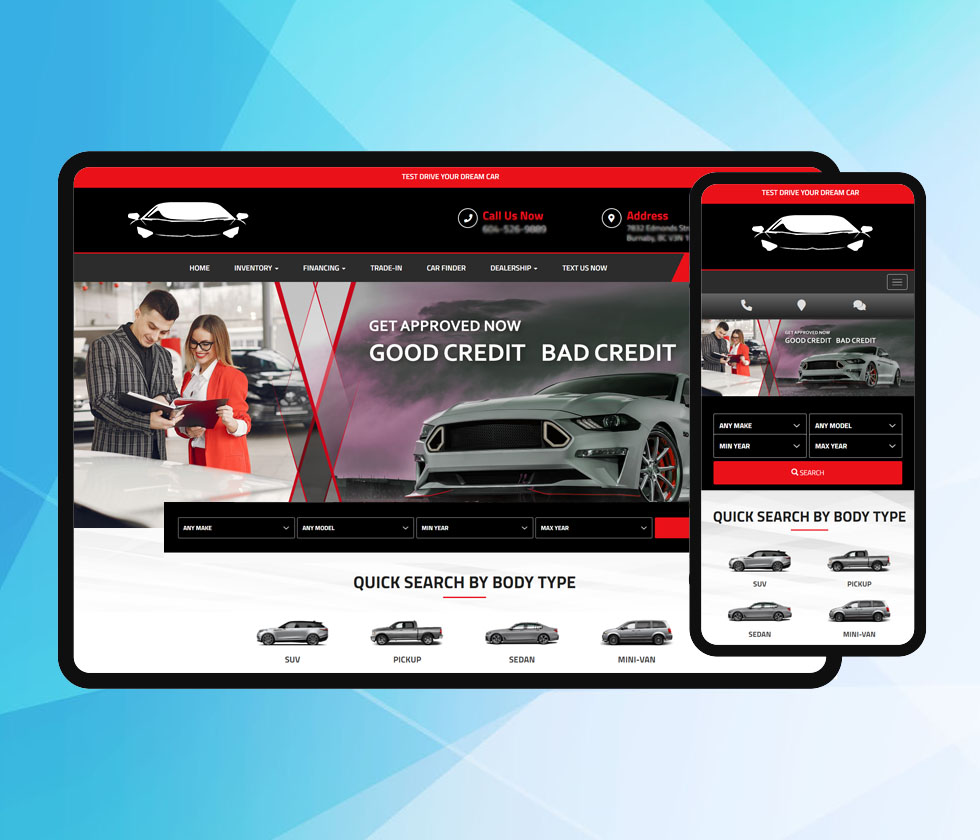 TEST DRIVE YOUR DREAM CAR
Call Us Now
604-526-9889
Address
7832 Edmonds Str
Burnaby, BC V3N 1
HOME INVENTORY FINANCING TRADE-IN CAR FINDER DEALERSHIP TEXT US NOW
GET APPROVED NOW
GOOD CREDIT BAD CREDIT
ANY MAKE ANY MODEL MIN YEAR MAX YEAR
QUICK SEARCH BY BODY TYPE
SUV PICKUP SEDAN MINI-VAN
TEST DRIVE YOUR DREAM CAR
GET APPROVED NOW
GOOD CREDIT BAD CREDIT
ANY MAKE ANY MODEL
MIN YEAR MAX YEAR
SEARCH
QUICK SEARCH BY BODY TYPE
SUV PICKUP
SEDAN MINI-VAN